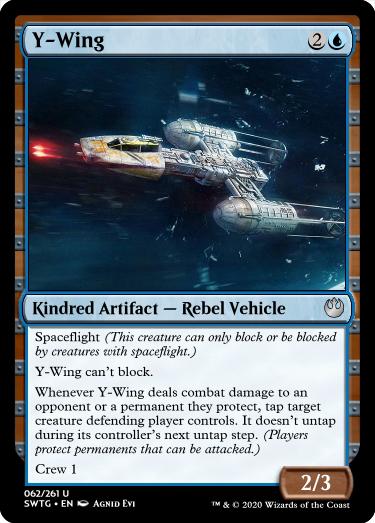 Y-Wing 2
Kindred Artifact — Rebel Vehicle
Spaceflight (This creature can only block or be blocked
by creatures with spaceflight.)
Y-Wing can't block.
Whenever Y-Wing deals combat damage to an
opponent or a permanent they protect, tap target
creature defending player controls. It doesn't untap
during its controller's next untap step. (Players
protect permanents that can be attacked.)
Crew 1
2/3
062/261 U
SWTG • EN Agnid Evi
™ & © 2020 Wizards of the Coast